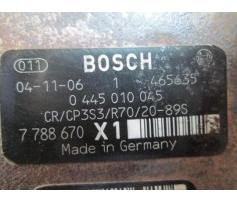 011 BOSCH
04-11-06 1 465635
0 445 010 045
CR/CP3S3/R70/20-89S
7 788 670 X1
Made in Germany